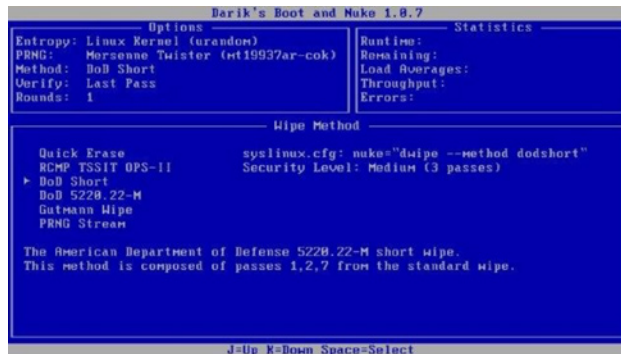 Darik's Boot and Nuke 1.0.7
Options
Entropy: Linux Kernel (urandom)
PRNG: Mersenne Twister (mt19937ar-cok)
Method: DoD Short
Verify: Last Pass
Rounds: 1
Statistics
Runtime:
Remaining:
Load Averages:
Throughput:
Errors:
Wipe Method
Quick Erase syslinux.cfg: nuke="dwipe --method dodshort"
RCMP TSSIT OPS-II Security Level: Medium (3 passes)
▸ DoD Short
DoD 5220.22-M
Gutmann Wipe
PRNG Stream
The American Department of Defense 5220.22-M short wipe.
This method is composed of passes 1,2,7 from the standard wipe.
J=Up K=Down Space=Select